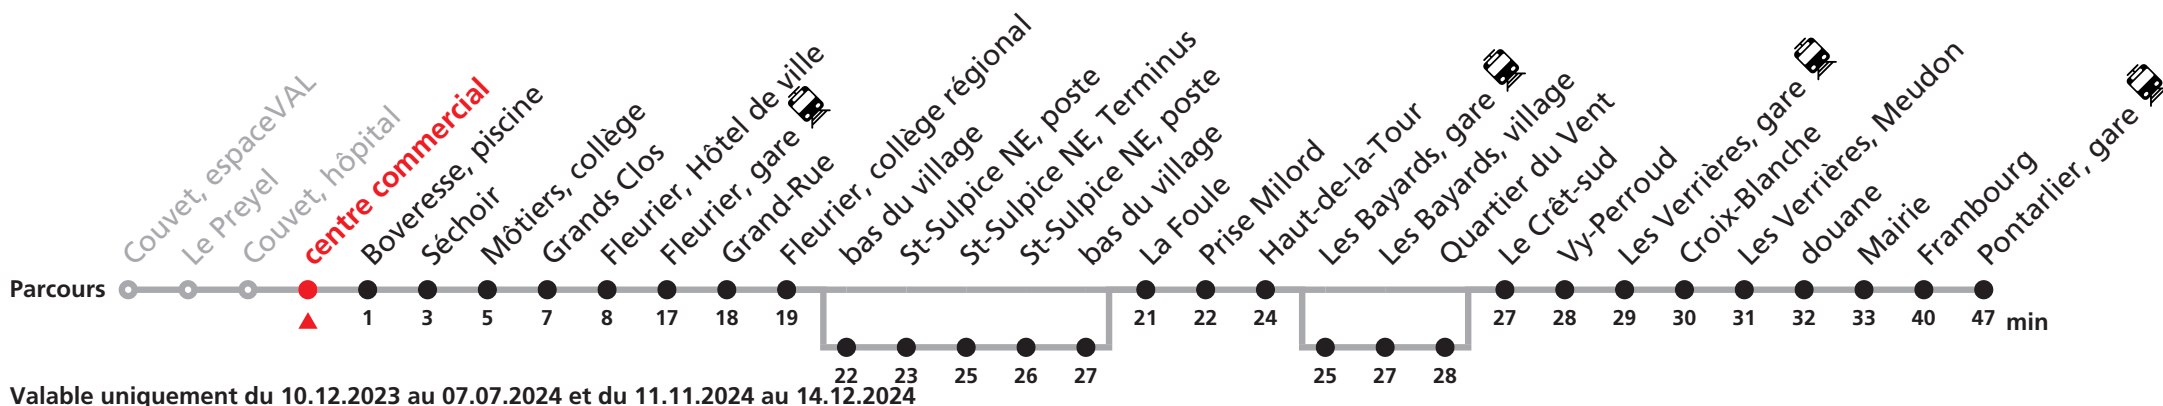 Couvet, espaceVAL
Le Preyel
Couvet, hôpital
centre commercial
Boveresse, piscine
Séchoir
Môtiers, collège
Grands Clos
Fleurier, Hôtel de ville
Fleurier, gare
Grand-Rue
Fleurier, collège régional
bas du village
St-Sulpice NE, poste
St-Sulpice NE, Terminus
St-Sulpice NE, poste
bas du village
La Foule
Prise Milord
Haut-de-la-Tour
Les Bayards, gare
Les Bayards, village
Quartier du Vent
Le Crêt-sud
Vy-Perroud
Les Verrières, gare
Croix-Blanche
Les Verrières, Meudon
douane
Mairie
Frambourg
Pontarlier, gare
Parcours
1 3 5 7 8 17 18 19 21 22 24 27 28 29 30 31 32 33 40 47 min
22 23 25 26 27 25 27 28
Valable uniquement du 10.12.2023 au 07.07.2024 et du 11.11.2024 au 14.12.2024